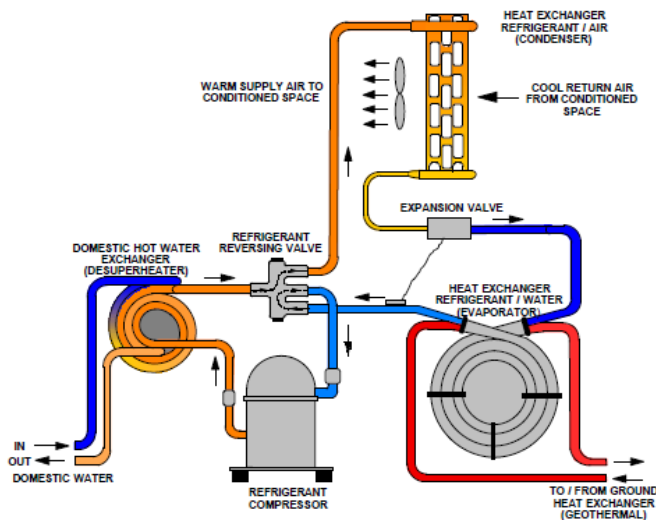 HEAT EXCHANGER
REFRIGERANT / AIR
(CONDENSER)
WARM SUPPLY AIR TO
CONDITIONED SPACE
COOL RETURN AIR
FROM CONDITIONED
SPACE
EXPANSION VALVE
REFRIGERANT
REVERSING VALVE
DOMESTIC HOT WATER
EXCHANGER
(DESUPERHEATER)
HEAT EXCHANGER
REFRIGERANT / WATER
(EVAPORATOR)
IN
OUT
DOMESTIC WATER
REFRIGERANT
COMPRESSOR
TO / FROM GROUND
HEAT EXCHANGER
(GEOTHERMAL)